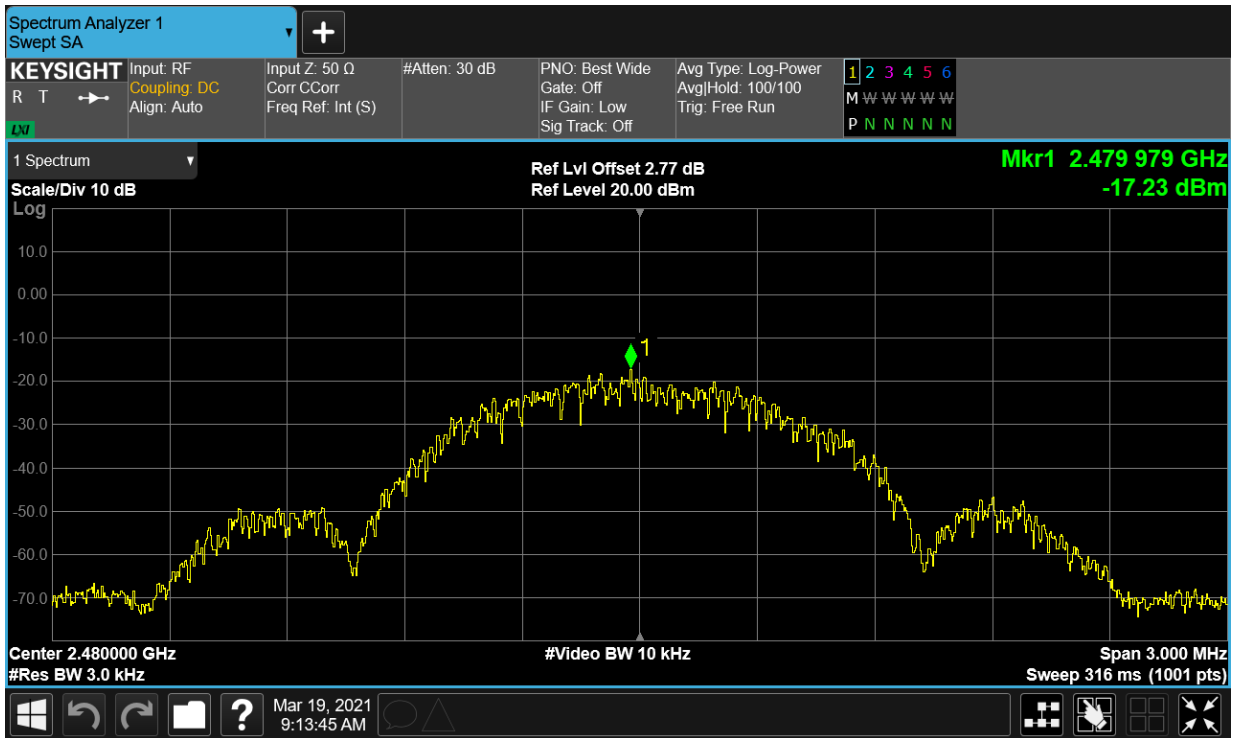 Spectrum Analyzer 1
Swept SA
▼
+
KEYSIGHT
R T
LXI
Input: RF
Coupling: DC
Align: Auto
Input Z: 50 Ω
Corr CCorr
Freq Ref: Int (S)
#Atten: 30 dB
PNO: Best Wide
Gate: Off
IF Gain: Low
Sig Track: Off
Avg Type: Log-Power
Avg|Hold: 100/100
Trig: Free Run
1 2 3 4 5 6
M W W W W W
P N N N N N
1 Spectrum ▼
Scale/Div 10 dB
Ref Lvl Offset 2.77 dB
Ref Level 20.00 dBm
Mkr1 2.479 979 GHz
-17.23 dBm
Log
10.0
0.00
-10.0
1
-20.0
-30.0
-40.0
-50.0
-60.0
-70.0
Center 2.480000 GHz
#Video BW 10 kHz
Span 3.000 MHz
#Res BW 3.0 kHz
Sweep 316 ms (1001 pts)
?
Mar 19, 2021
9:13:45 AM